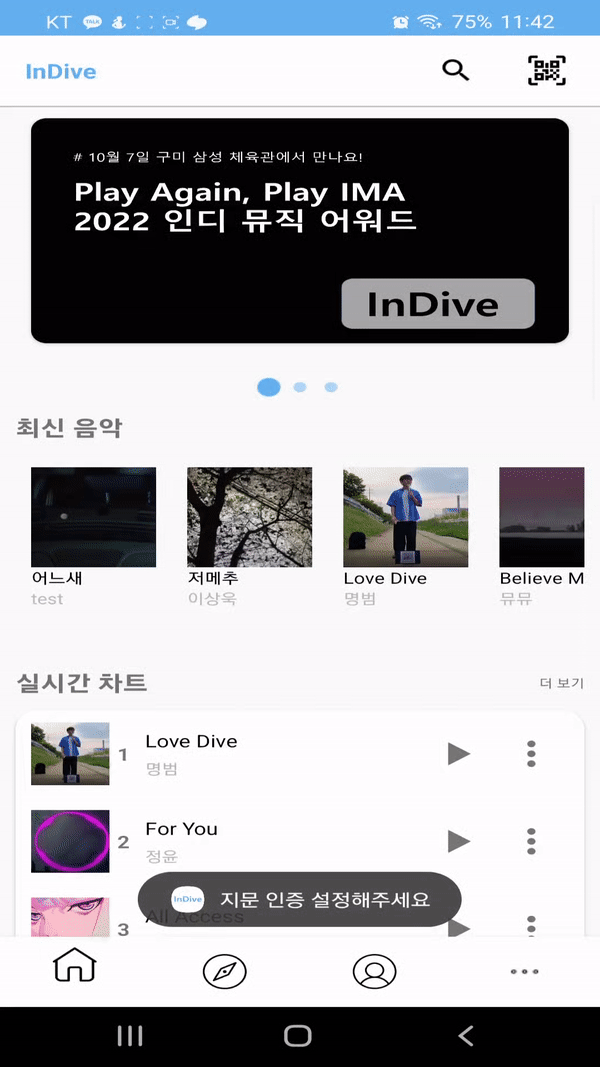 KT TALK 75% 11:42
InDive
# 10월 7일 구미 삼성 체육관에서 만나요!
Play Again, Play IMA
2022 인디 뮤직 어워드
InDive
최신 음악
어느새
test
저메추
이상욱
Love Dive
명범
Believe M
뮤뮤
실시간 차트
더 보기
1
Love Dive
명범
2
For You
정윤
3
All Access
InDive 지문 인증 설정해주세요